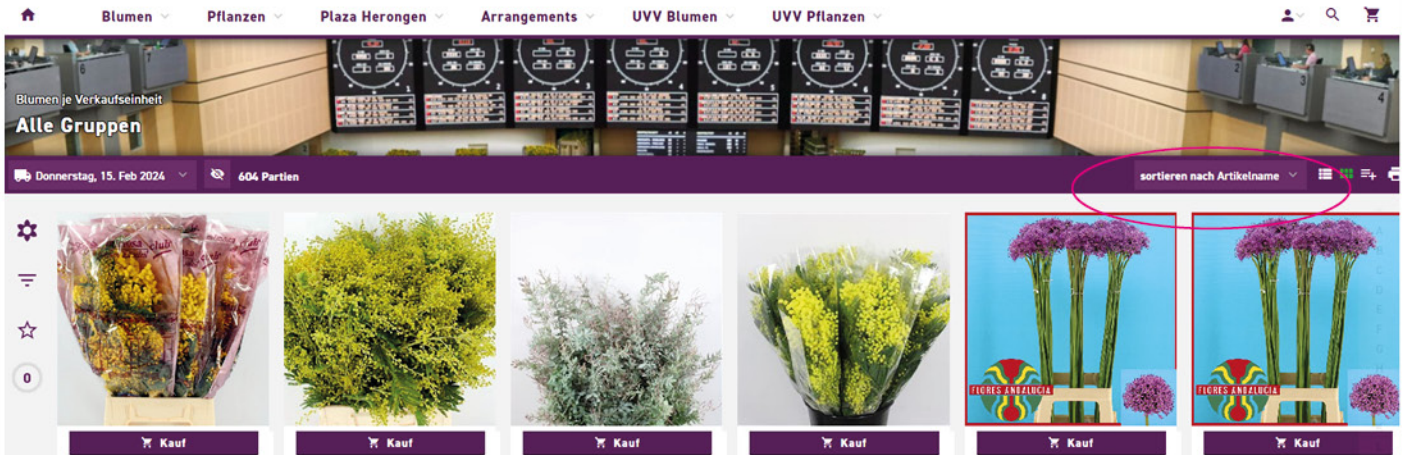 Blumen Pflanzen Plaza Herongen Arrangements UVV Blumen UVV Pflanzen
Blumen je Verkaufseinheit
Alle Gruppen
Donnerstag, 15. Feb 2024 604 Partien sortieren nach Artikelname
0
FLORES ANDALUCIA FLORES ANDALUCIA
Kauf Kauf Kauf Kauf Kauf Kauf